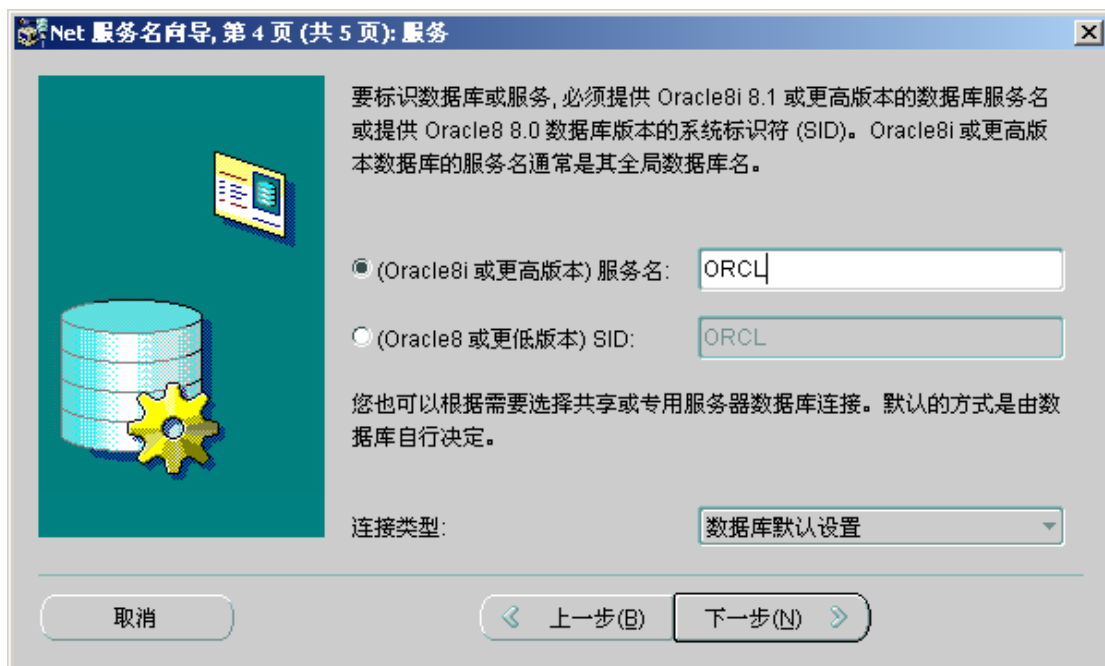 Net 服务名向导, 第 4 页 (共 5 页): 服务
要标识数据库或服务, 必须提供 Oracle8i 8.1 或更高版本的数据库服务名
或提供 Oracle8 8.0 数据库版本的系统标识符 (SID)。Oracle8i 或更高版
本数据库的服务名通常是其全局数据库名。
(Oracle8i 或更高版本) 服务名: ORCL
(Oracle8 或更低版本) SID: ORCL
您也可以根据需要选择共享或专用服务器数据库连接。默认的方式是由数
据库自行决定。
连接类型: 数据库默认设置
取消 上一步(B) 下一步(N)